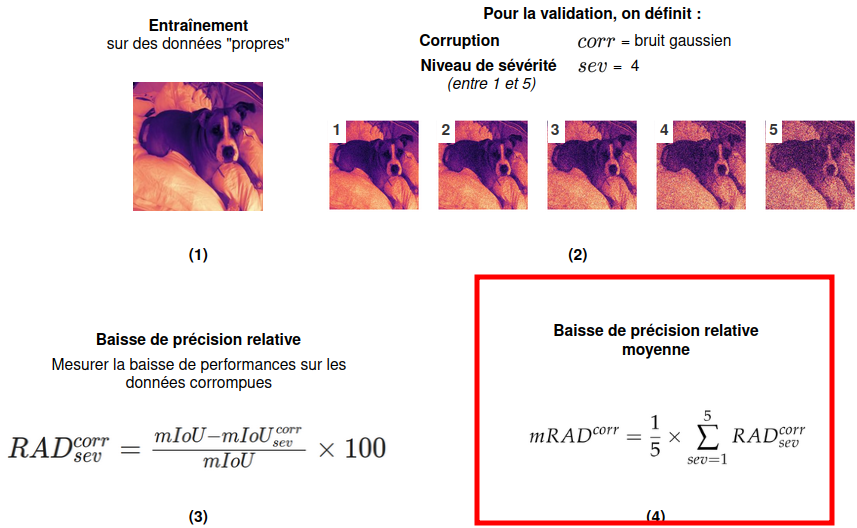 Entraînement
sur des données "propres"
(1)
Pour la validation, on définit :
Corruption corr = bruit gaussien
Niveau de sévérité sev = 4
(entre 1 et 5)
1 2 3 4 5
(2)
Baisse de précision relative
Mesurer la baisse de performances sur les
données corrompues
RAD_{sev}^{corr} = \frac{mIoU - mIoU_{sev}^{corr}}{mIoU} × 100
(3)
Baisse de précision relative
moyenne
mRAD^{corr} = \frac{1}{5} × \sum_{sev=1}^{5} RAD_{sev}^{corr}
(4)